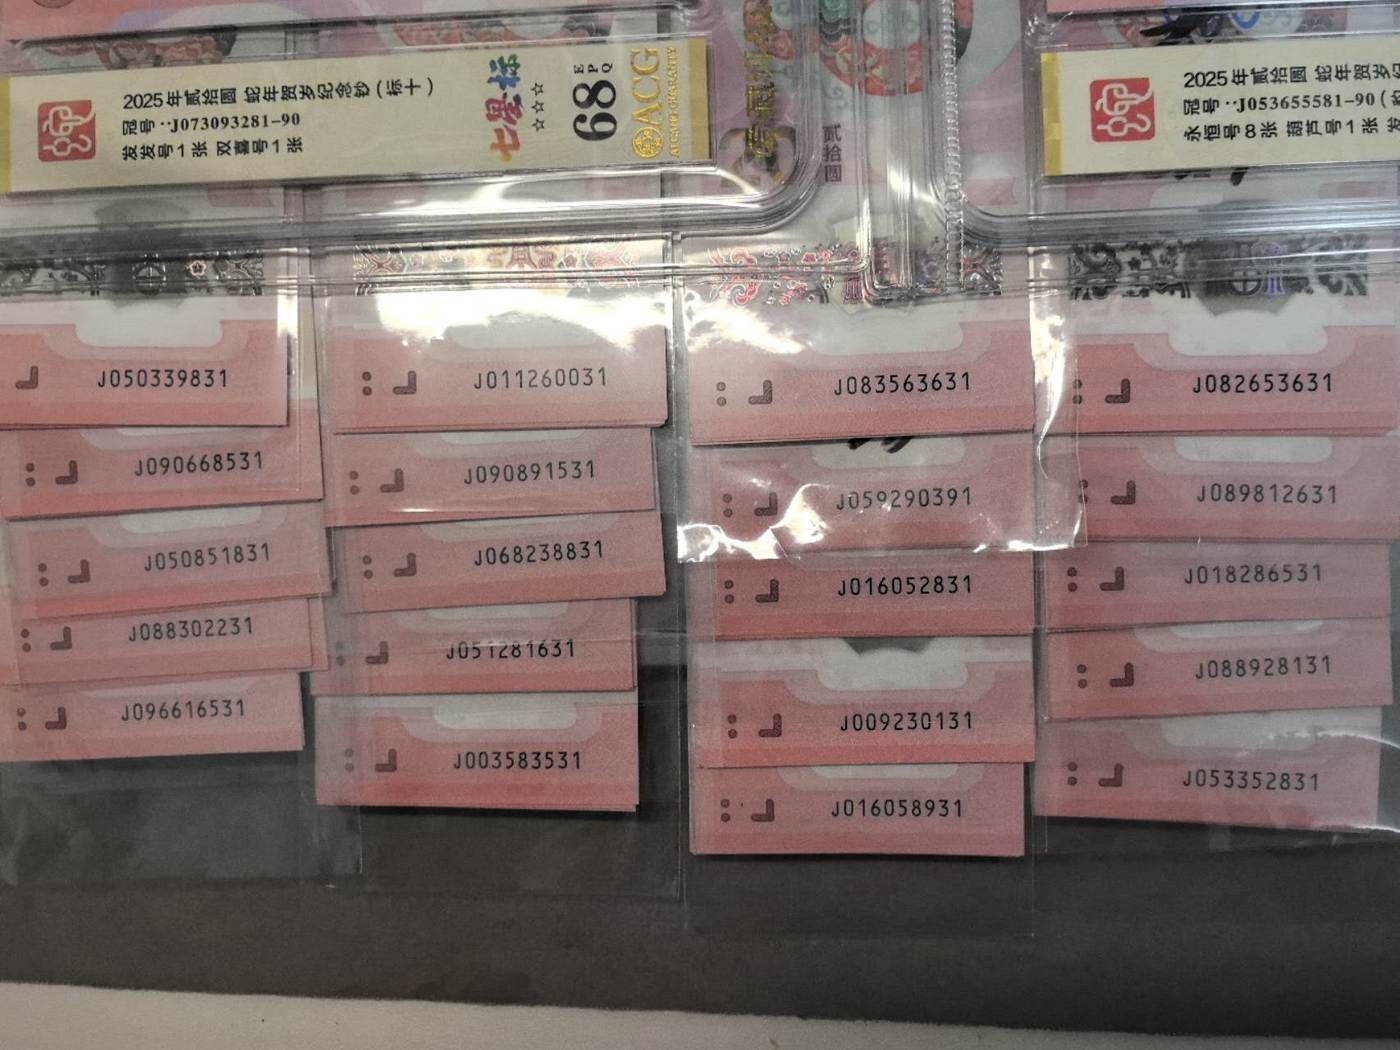 2025年贰拾圆 蛇年贺岁纪念钞(标十)
冠号:J073093281-90
发发号1张 双喜号1张
七星标
☆☆☆
68
EPQ
ACG
贰拾圆
2025年贰拾圆 蛇年贺岁
冠号:J053655581-90(
永恒号8张 葫芦号1张 发
J050339831
J090668531
J050851831
J088302231
J096616531
J011260031
J090891531
J068238831
J051281631
J003583531
J083563631
J059290391
J016052831
J009230131
J016058931
J082653631
J089812631
J018286531
J088928131
J053352831